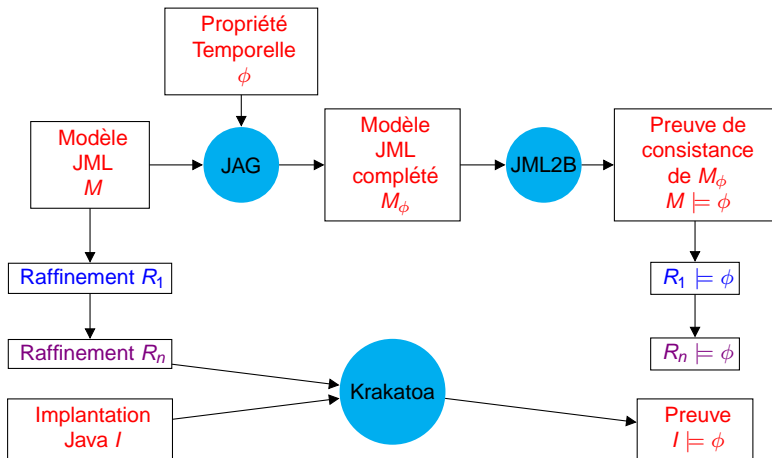 Propriété
Temporelle
ϕ
Modèle
JML
M
JAG
Modèle
JML
complété
Mϕ
JML2B
Preuve de
consistance
de Mϕ
M ⊨ ϕ
Raffinement R1
R1 ⊨ ϕ
Raffinement Rn
Rn ⊨ ϕ
Krakatoa
Implantation
Java I
Preuve
I ⊨ ϕ